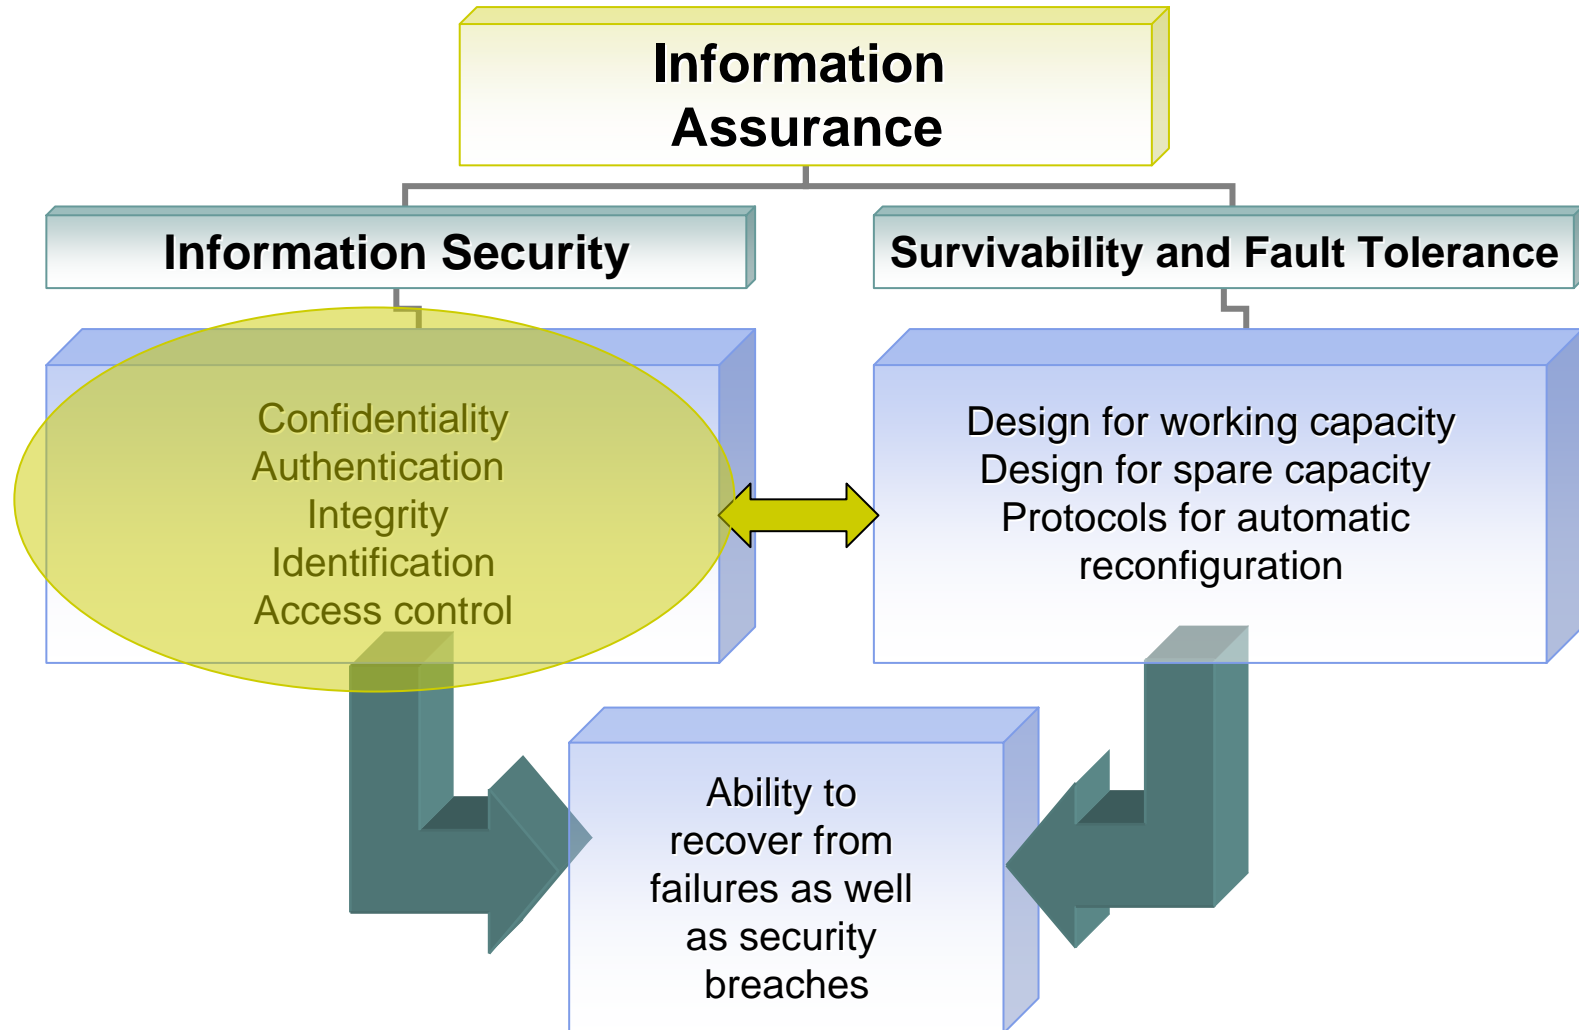 Information
Assurance
Information Security
Survivability and Fault Tolerance
Confidentiality
Authentication
Integrity
Identification
Access control
Design for working capacity
Design for spare capacity
Protocols for automatic
reconfiguration
Ability to
recover from
failures as well
as security
breaches